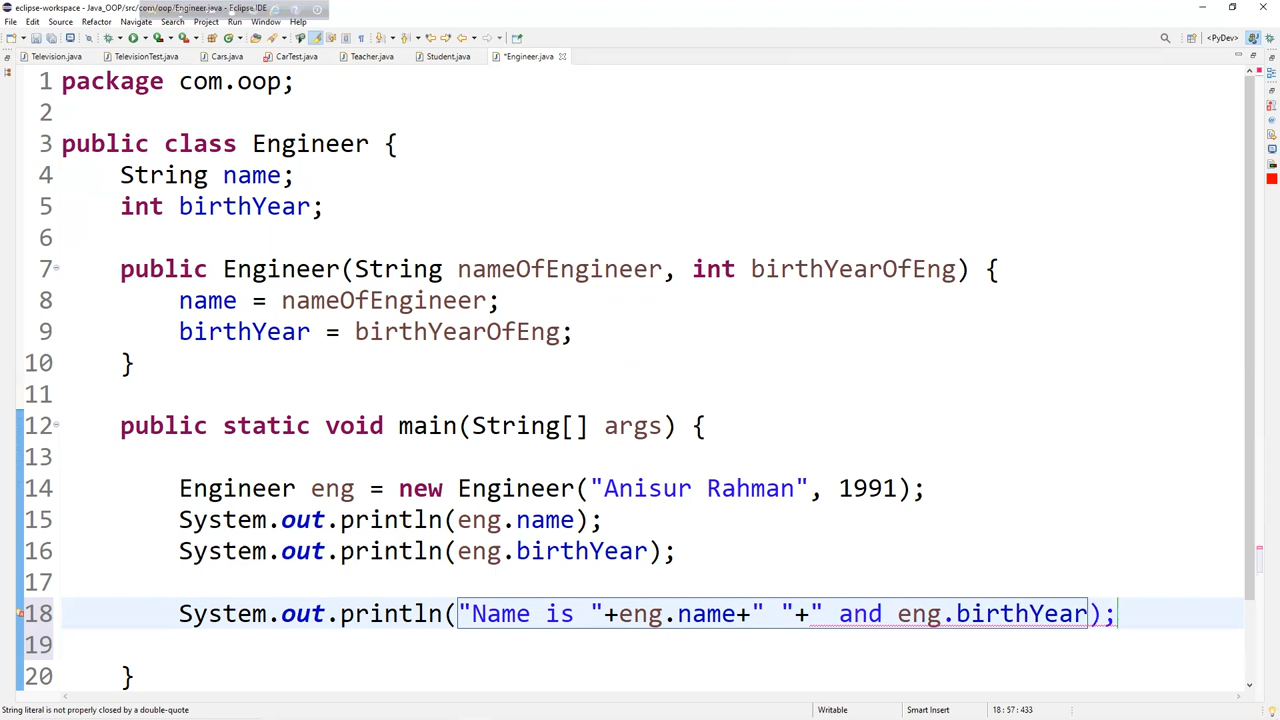 eclipse-workspace - Java_OOP/src/com/oop/Engineer.java - Eclipse IDE
File Edit Source Refactor Navigate Search Project Run Window Help
<PyDev>
Television.java TelevisionTest.java Cars.java CarTest.java Teacher.java Student.java *Engineer.java
1 package com.oop;
2
3 public class Engineer {
4 String name;
5 int birthYear;
6
7 public Engineer(String nameOfEngineer, int birthYearOfEng) {
8 name = nameOfEngineer;
9 birthYear = birthYearOfEng;
10 }
11
12 public static void main(String[] args) {
13
14 Engineer eng = new Engineer("Anisur Rahman", 1991);
15 System.out.println(eng.name);
16 System.out.println(eng.birthYear);
17
18 System.out.println("Name is "+eng.name+" "+" and eng.birthYear);
19
20 }
String literal is not properly closed by a double-quote Writable Smart Insert 18 : 57 : 433